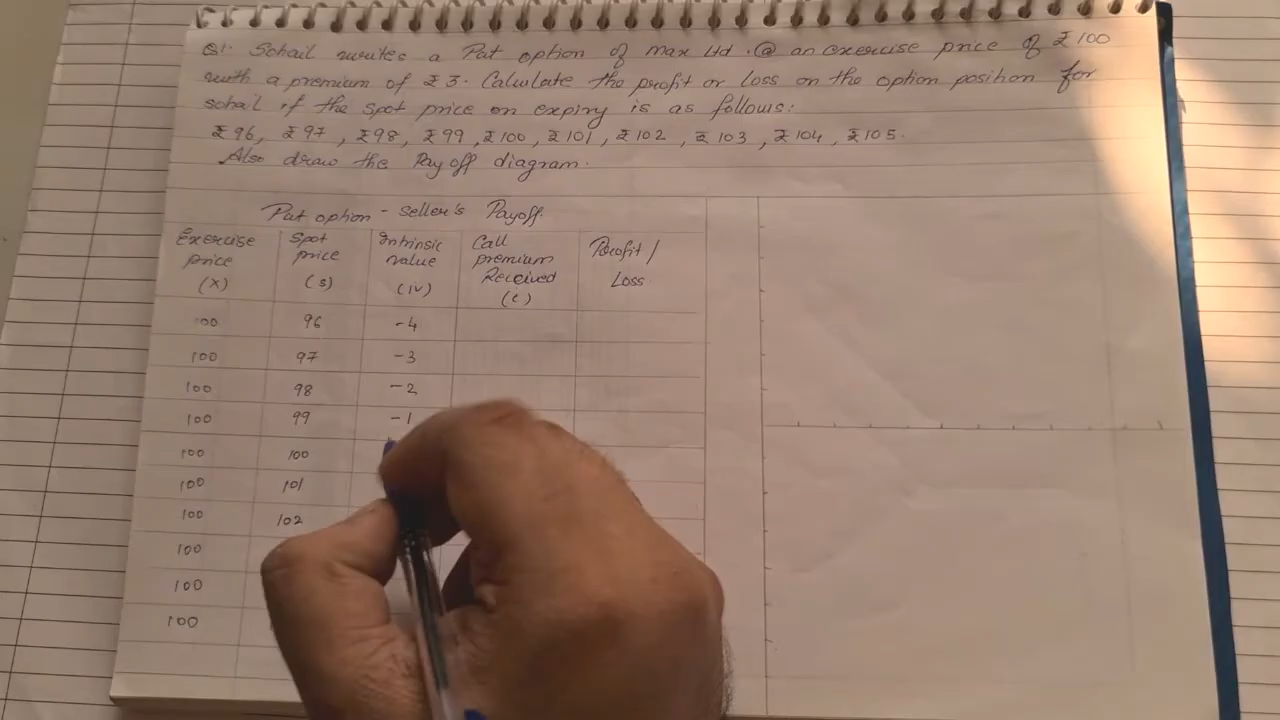 Q1. Sohail writes a Put option of Max Ltd. @ an exercise price of ₹100
with a premium of ₹3. Calculate the profit or Loss on the option position for
Sohail if the spot price on expiry is as follows:
₹96, ₹97, ₹98, ₹99, ₹100, ₹101, ₹102, ₹103, ₹104, ₹105.
Also draw the Pay off diagram.
Put option - Seller's Payoff.
Exercise price (X) Spot price (S) Intrinsic value (IV) Call premium Received (C) Profit / Loss.
100 96 -4
100 97 -3
100 98 -2
100 99 -1
100 100
100 101
100 102
100
100
100